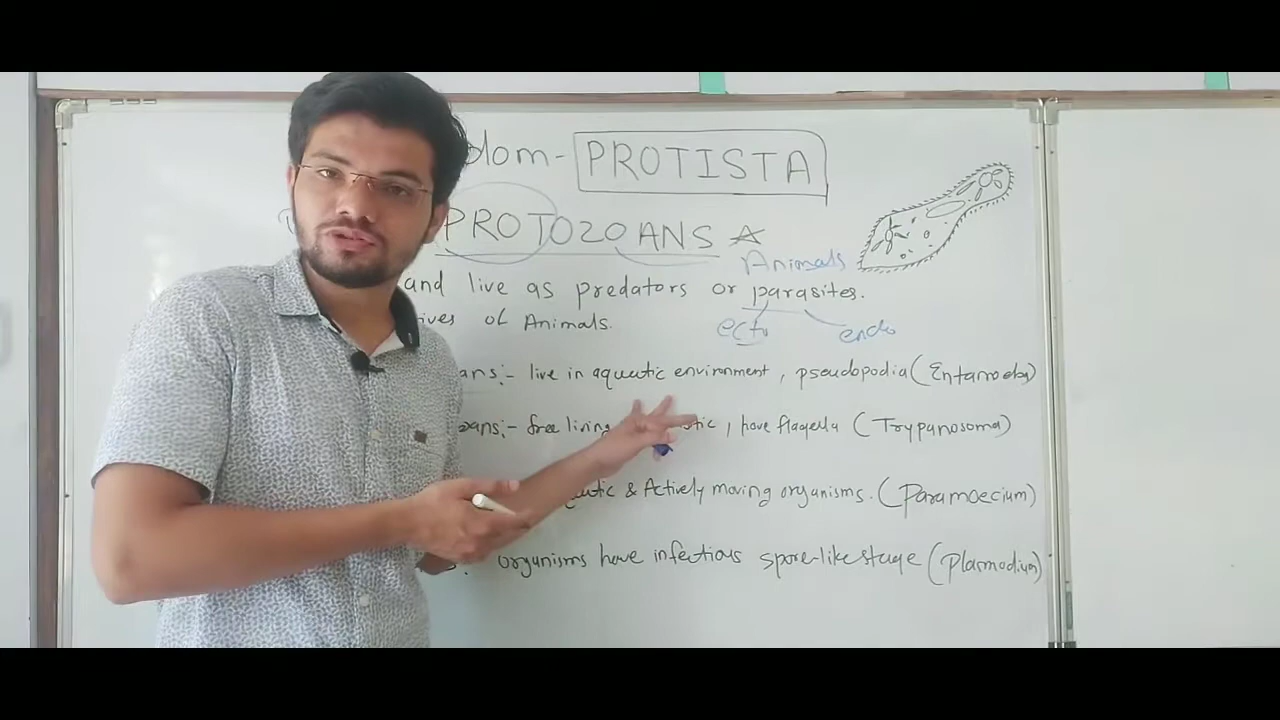 dom- PROTISTA
PROTOZOANS
Animals
and live as predators or parasites.
ives of Animals.
ecto
endo
ans:- live in aquatic environment, pseudopodia (Entamoeba)
ans:- free living tic, have flagella (Trypanosoma)
tic & Actively moving organisms. (Paramoecium)
organisms have infectious spore-like stage (Plasmodium)